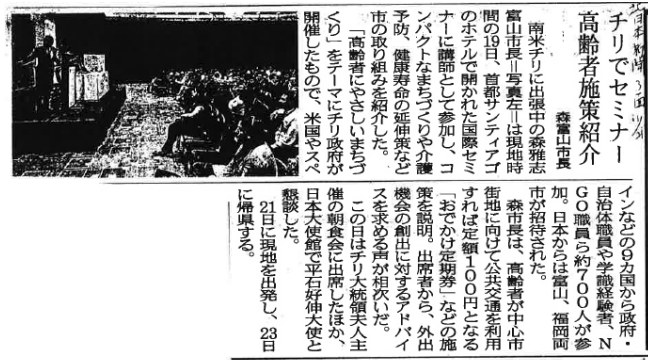 北日本新聞
チリでセミナー
高齢者施策紹介
森富山市長
南米チリに出張中の森雅志
富山市長=写真左=は現地時
間の19日、首都サンティアゴ
のホテルで開かれた国際セミ
ナーに講師として参加し、コ
ンパクトなまちづくりや介護
予防、健康寿命の延伸策など
市の取り組みを紹介した。
「高齢者にやさしいまちづ
くり」をテーマにチリ政府が
開催したもので、米国やスペ
インなどの9カ国から政府・
自治体職員や学識経験者、N
GO職員ら約700人が参
加。日本からは富山、福岡両
市が招待された。
森市長は、高齢者が中心市
街地に向けて公共交通を利用
すれば定額100円となる
「おでかけ定期券」などの施
策を説明。出席者から、外出
機会の創出に対するアドバイ
スを求める声が相次いだ。
この日はチリ大統領夫人主
催の朝食会に出席したほか、
日本大使館で平石好伸大使と
懇談した。
21日に現地を出発し、23日
に帰県する。